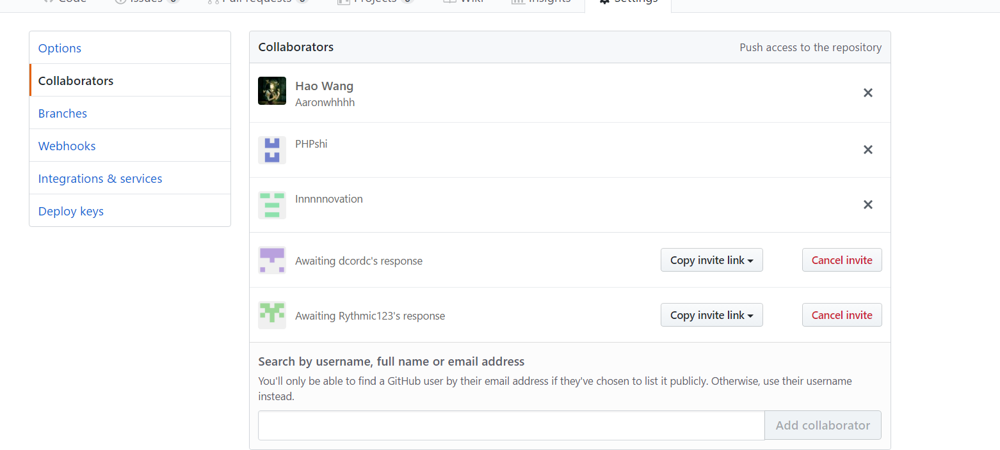 Code Issues 0 Pull requests 0 Projects 0 Wiki Insights Settings
Options
Collaborators
Branches
Webhooks
Integrations & services
Deploy keys
Collaborators Push access to the repository
Hao Wang
Aaronwhhhh
PHPshi
Innnnnovation
Awaiting dcordc's response Copy invite link Cancel invite
Awaiting Rythmic123's response Copy invite link Cancel invite
Search by username, full name or email address
You'll only be able to find a GitHub user by their email address if they've chosen to list it publicly. Otherwise, use their username
instead.
Add collaborator